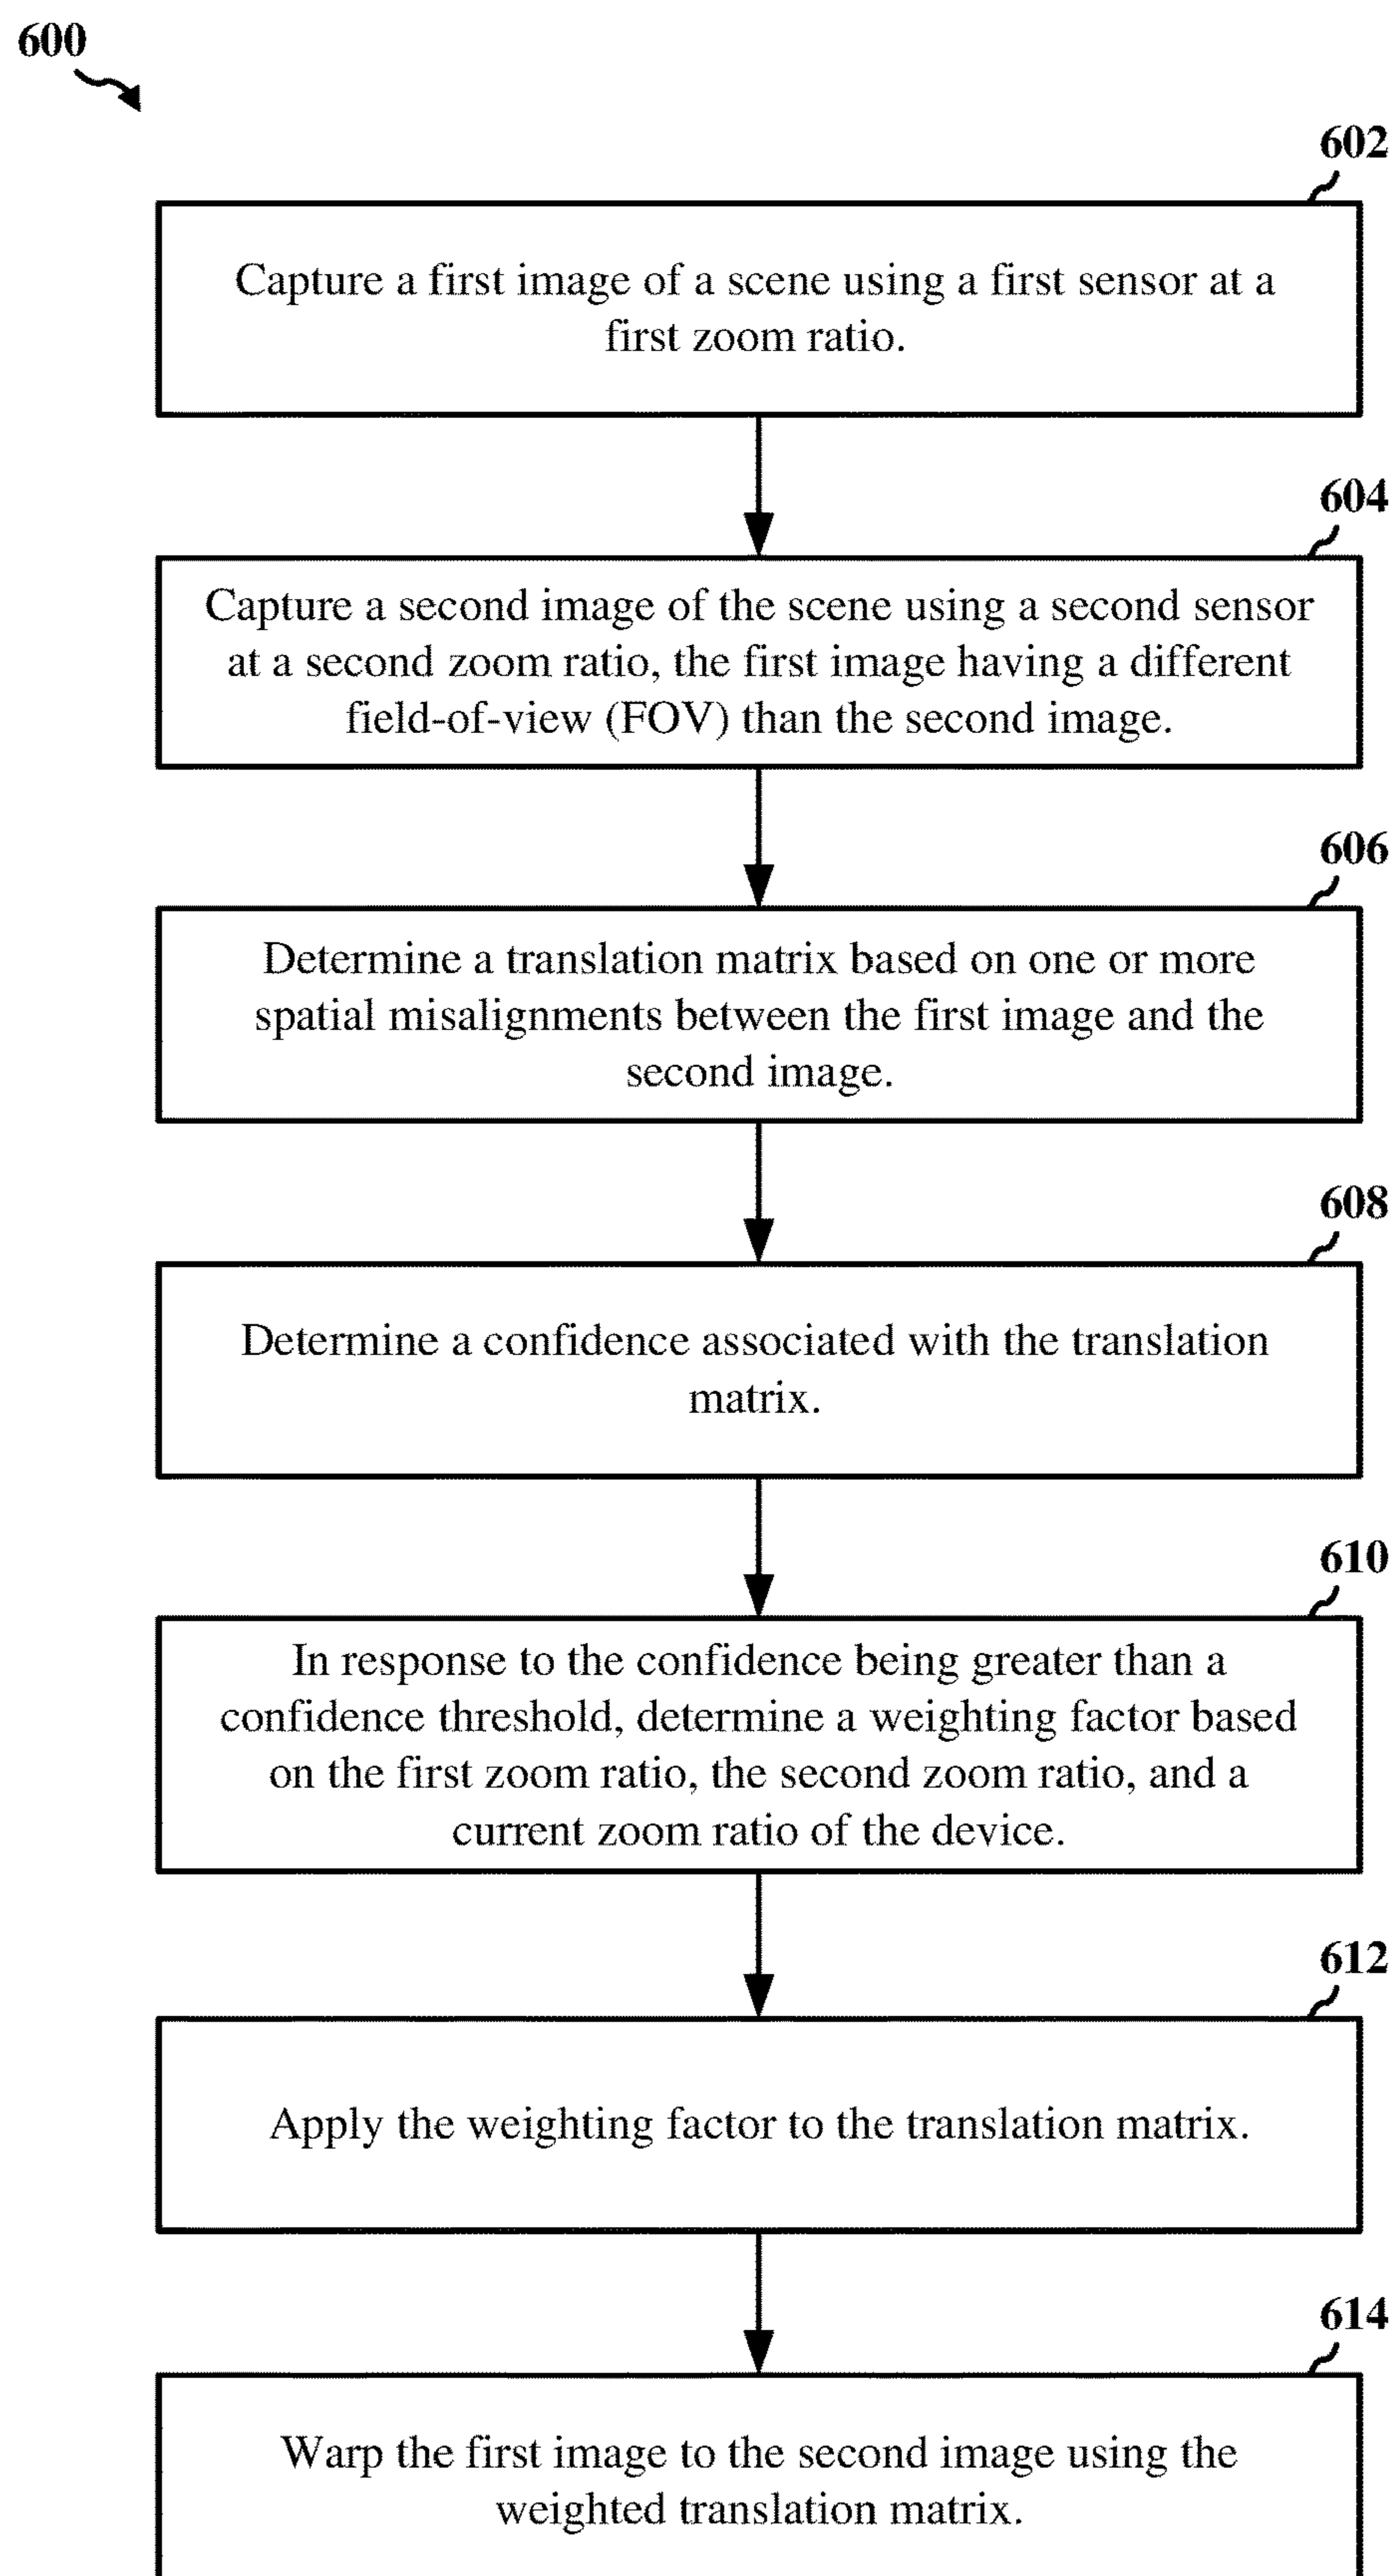 600
602
Capture a first image of a scene using a first sensor at a
first zoom ratio.
604
Capture a second image of the scene using a second sensor
at a second zoom ratio, the first image having a different
field-of-view (FOV) than the second image.
606
Determine a translation matrix based on one or more
spatial misalignments between the first image and the
second image.
608
Determine a confidence associated with the translation
matrix.
610
In response to the confidence being greater than a
confidence threshold, determine a weighting factor based
on the first zoom ratio, the second zoom ratio, and a
current zoom ratio of the device.
612
Apply the weighting factor to the translation matrix.
614
Warp the first image to the second image using the
weighted translation matrix.